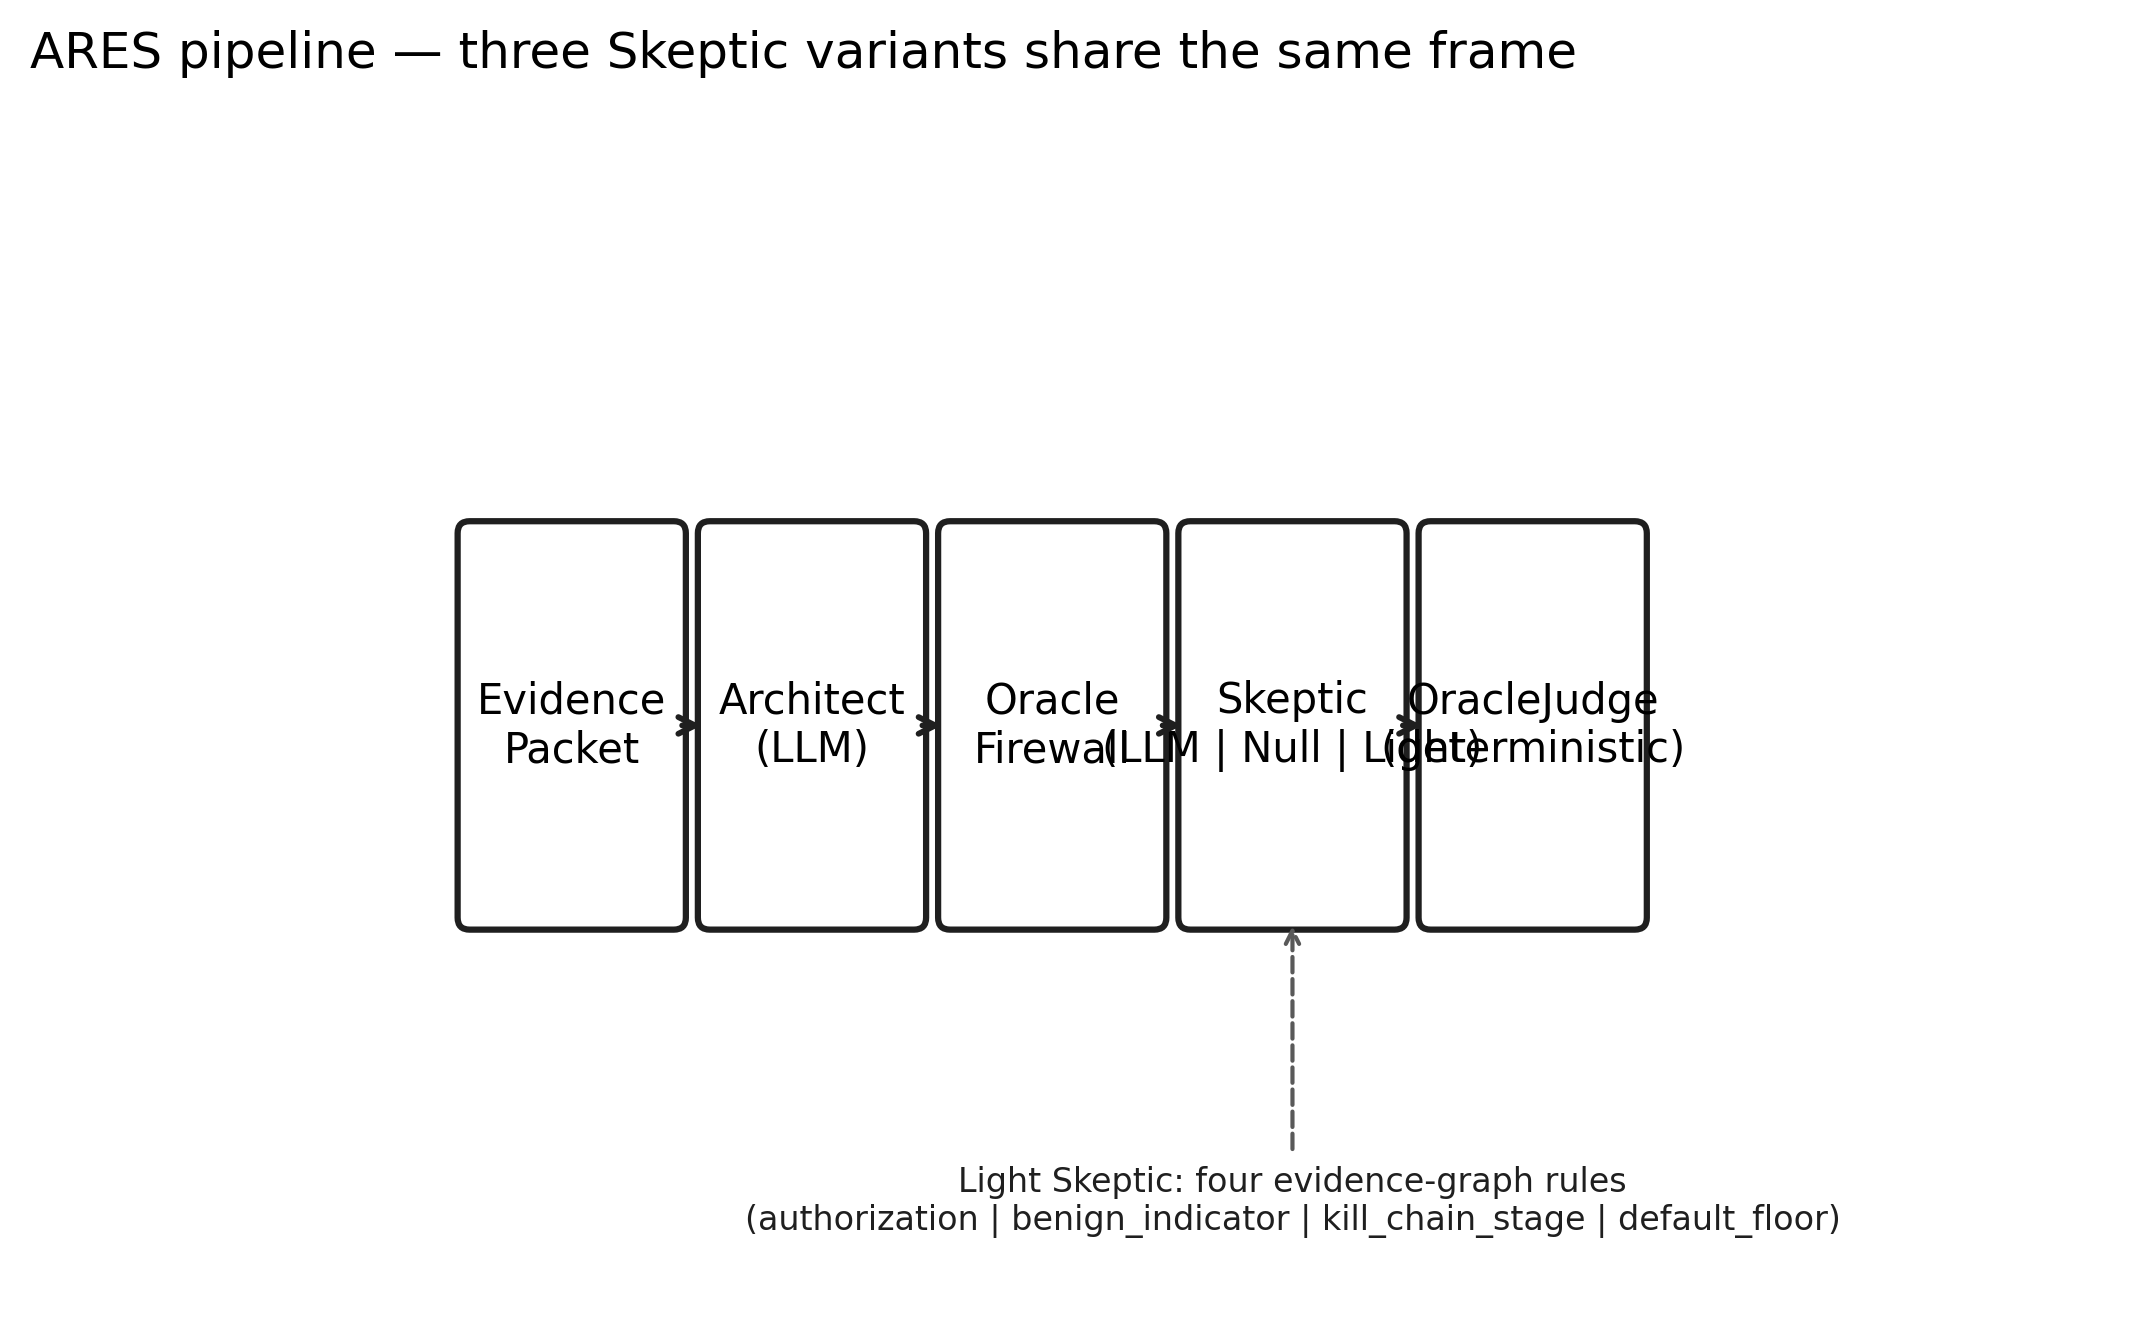 ARES pipeline — three Skeptic variants share the same frame
Evidence
Packet
Architect
(LLM)
Oracle
Firewall
Skeptic
(LLM | Null | Light)
OracleJudge
(deterministic)
Light Skeptic: four evidence-graph rules
(authorization | benign_indicator | kill_chain_stage | default_floor)